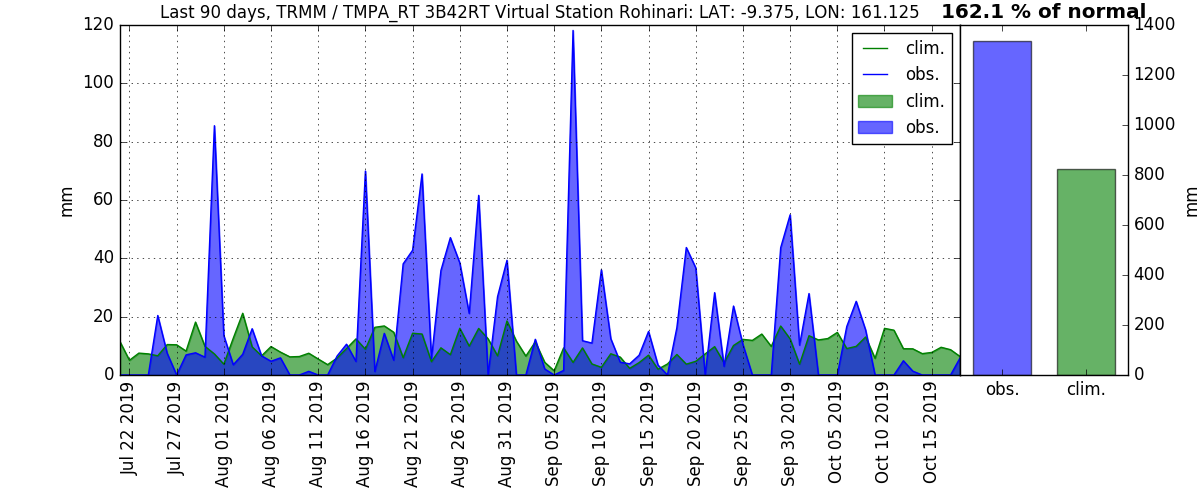 Last 90 days, TRMM / TMPA_RT 3B42RT Virtual Station Rohinari: LAT: -9.375, LON: 161.125
162.1 % of normal
120
100
80
60
40
20
0
mm
clim.
obs.
clim.
obs.
1400
1200
1000
800
600
400
200
0
mm
Jul 22 2019
Jul 27 2019
Aug 01 2019
Aug 06 2019
Aug 11 2019
Aug 16 2019
Aug 21 2019
Aug 26 2019
Aug 31 2019
Sep 05 2019
Sep 10 2019
Sep 15 2019
Sep 20 2019
Sep 25 2019
Sep 30 2019
Oct 05 2019
Oct 10 2019
Oct 15 2019
obs.
clim.